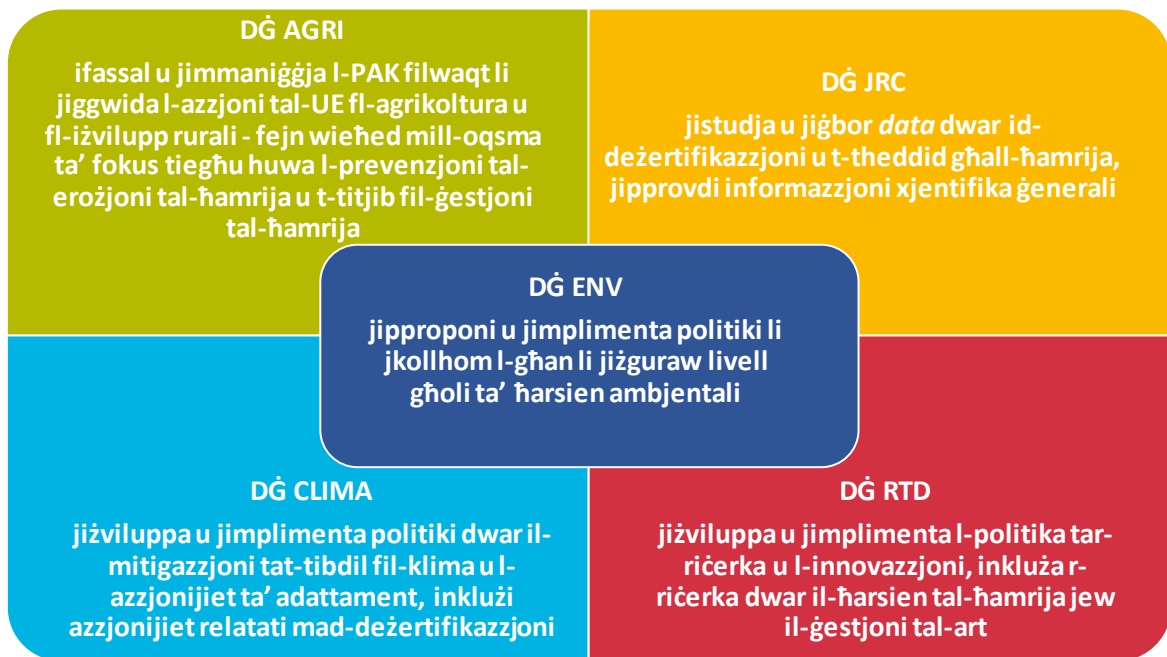 DĠ AGRI
ifassal u jimmaniġġja l-PAK filwaqt li
jiggwida l-azzjoni tal-UE fl-agrikoltura u
fl-iżvilupp rurali - fejn wieħed mill-oqsma
ta’ fokus tiegħu huwa l-prevenzjoni tal-
erożjoni tal-ħamrija u t-titjib fil-ġestjoni
tal-ħamrija
DĠ JRC
jistudja u jiġbor data dwar id-
deżertifikazzjoni u t-theddid għall-ħamrija,
jipprovdi informazzjoni xjentifika ġenerali
DĠ ENV
jipproponi u jimplimenta politiki li
jkollhom l-għan li jiżguraw livell
għoli ta’ ħarsien ambjentali
DĠ CLIMA
jiżviluppa u jimplimenta politiki dwar il-
mitigazzjoni tat-tibdil fil-klima u l-
azzjonijiet ta’ adattament, inklużi
azzjonijiet relatati mad-deżertifikazzjoni
DĠ RTD
jiżviluppa u jimplimenta l-politika tar-
riċerka u l-innovazzjoni, inkluża r-
riċerka dwar il-ħarsien tal-ħamrija jew
il-ġestjoni tal-art